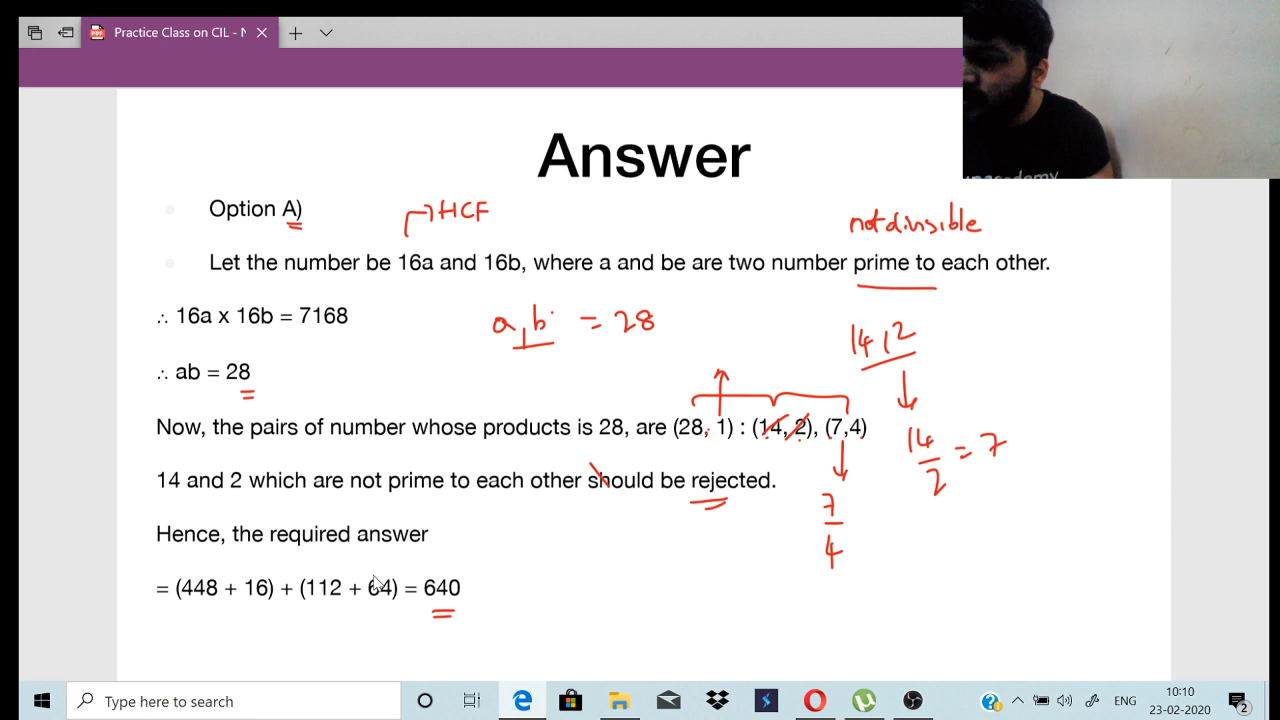 Practice Class on CIL - N
Answer
Option A)
HCF
not divisible
Let the number be 16a and 16b, where a and be are two number prime to each other.
∴ 16a x 16b = 7168
a, b = 28
14, 2
∴ ab = 28
Now, the pairs of number whose products is 28, are (28, 1) : (14, 2), (7,4)
14/2 = 7
14 and 2 which are not prime to each other should be rejected.
7/4
Hence, the required answer
= (448 + 16) + (112 + 64) = 640
Type here to search
ENG
10:10
23-02-2020
2